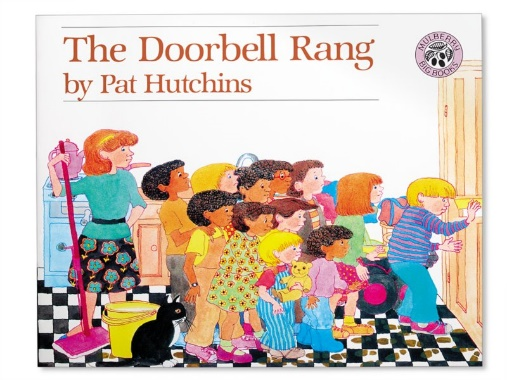 The Doorbell Rang
by Pat Hutchins
MULBERRY
BIG BOOKS